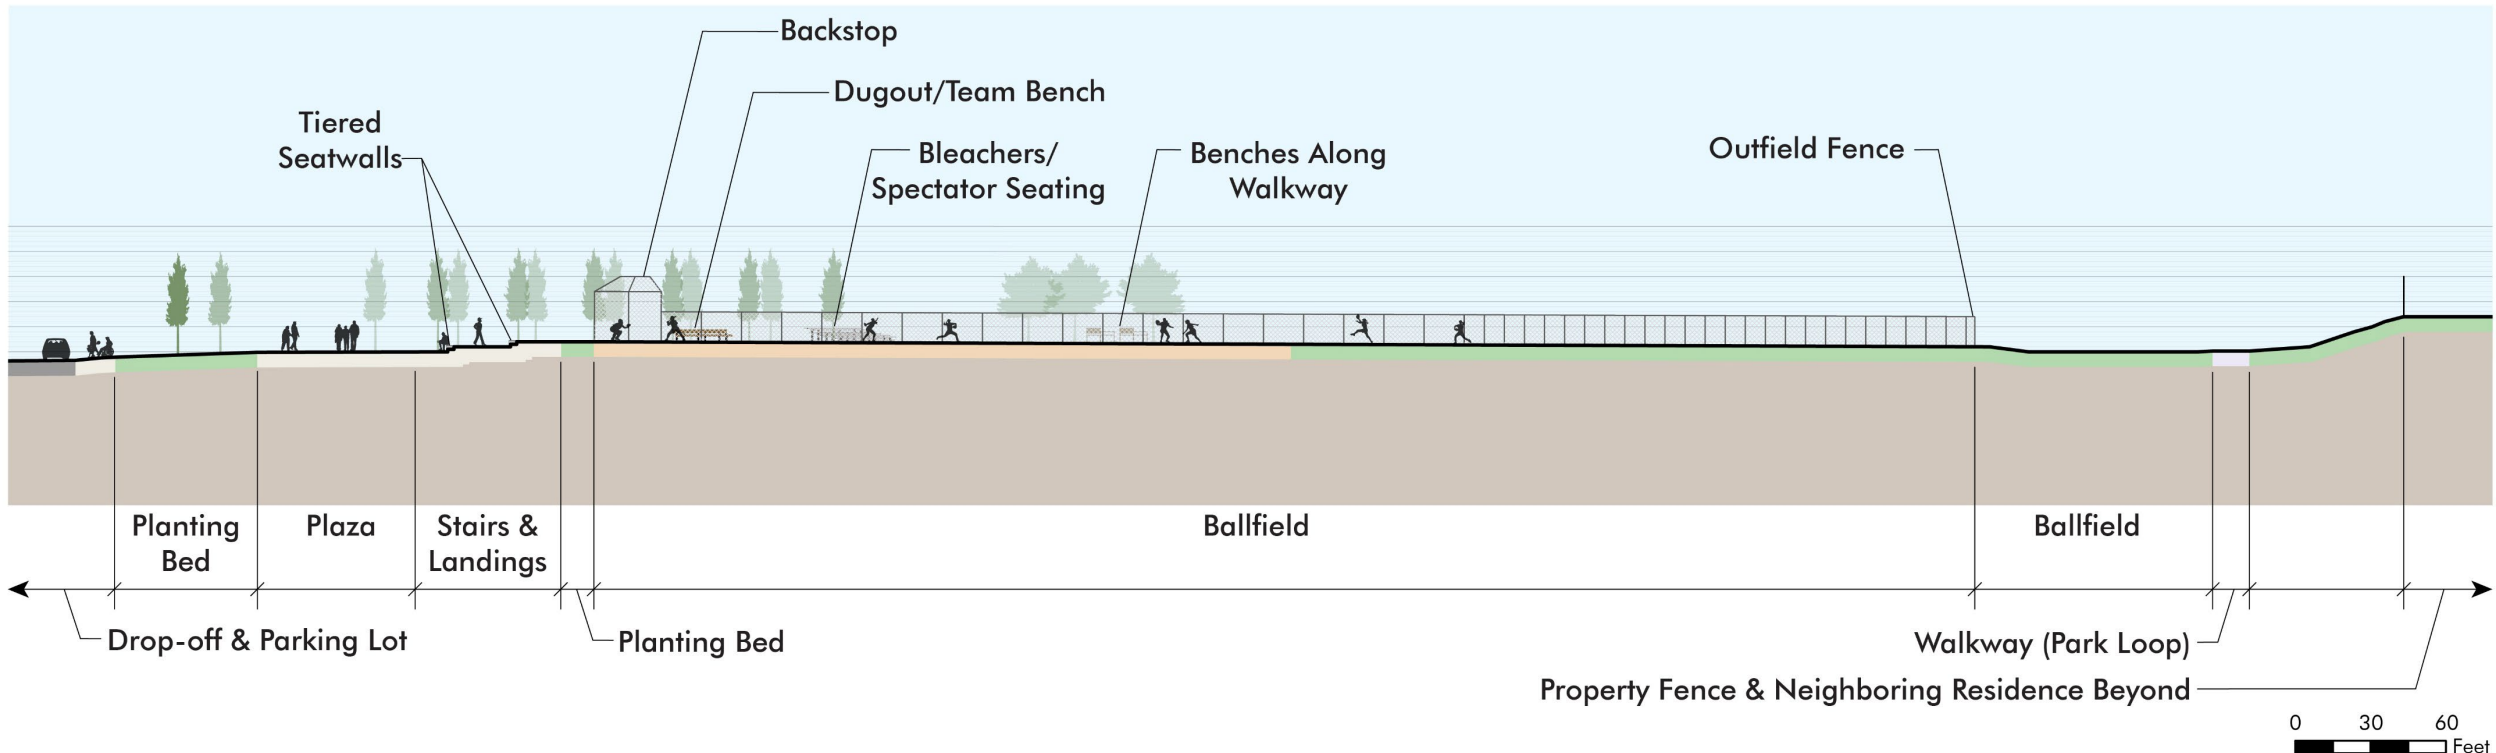 Backstop
Dugout/Team Bench
Tiered
Seatwalls
Bleachers/
Spectator Seating
Benches Along
Walkway
Outfield Fence
Planting
Bed
Plaza
Stairs &
Landings
Ballfield
Ballfield
Drop-off & Parking Lot
Planting Bed
Walkway (Park Loop)
Property Fence & Neighboring Residence Beyond
0 30 60
Feet